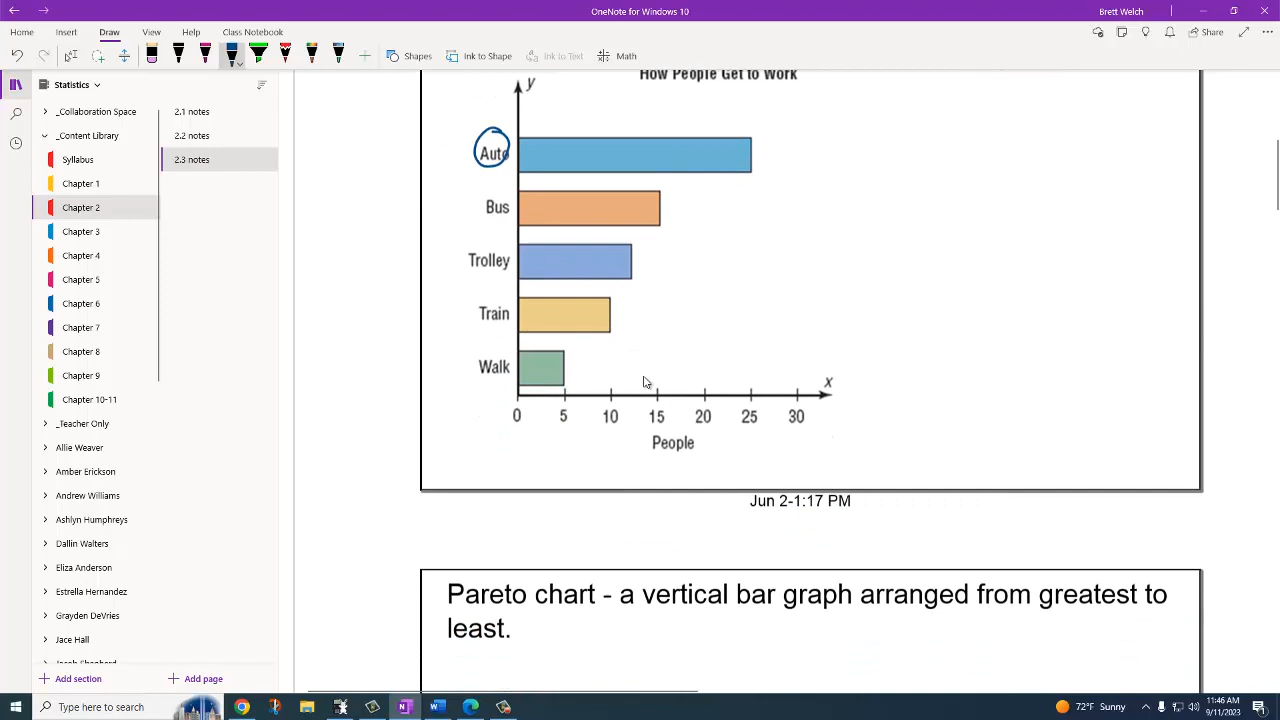 OneNote for Windows 10
Brett Welch
Home Insert Draw View Help Class Notebook
Share
Shapes Ink to Shape Ink to Text Math
Statistics
_Collaboration Space
_Content Library
Syllabus
Chapter 1
Chapter 2
Chapter 3
Chapter 4
Chapter 5
Chapter 6
Chapter 7
Chapter 8
Chapter 9
Chapter 10-11
_Teacher Only
Allie Weaver
Amber Erickson
Andrew Williams
Ashlyn Humphreys
Dallin Walters
Eliza Anderson
Estrella Hernandez
Grayden DeVries
Jace Hall
Add section
2.1 notes
2.2 notes
2.3 notes
Add page
How People Get to Work
y
Auto
Bus
Trolley
Train
Walk
x
0 5 10 15 20 25 30
People
Jun 2-1:17 PM
Pareto chart - a vertical bar graph arranged from greatest to
least.
Type here to search
72°F Sunny
11:46 AM
9/11/2023